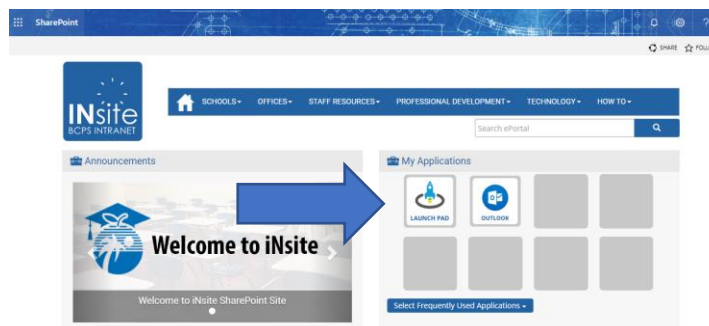 SharePoint
?
SHARE FOLL
INsite
BCPS INTRANET
SCHOOLS OFFICES STAFF RESOURCES PROFESSIONAL DEVELOPMENT TECHNOLOGY HOW TO
Search ePortal
Announcements
My Applications
LAUNCH PAD
OUTLOOK
Welcome to iNsite
Welcome to iNsite SharePoint Site
Select Frequently Used Applications